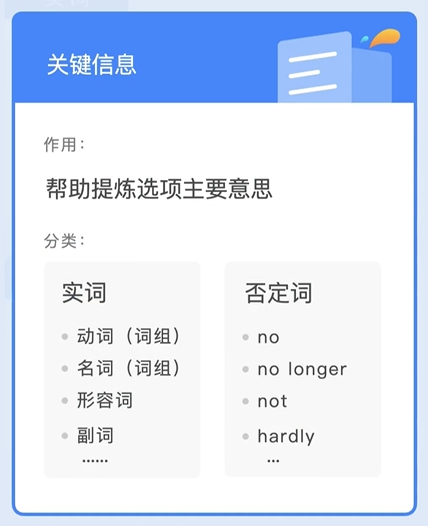 关键信息
作用：
帮助提炼选项主要意思
分类：
实词
动词（词组）
名词（词组）
形容词
副词
......
否定词
no
no longer
not
hardly
...